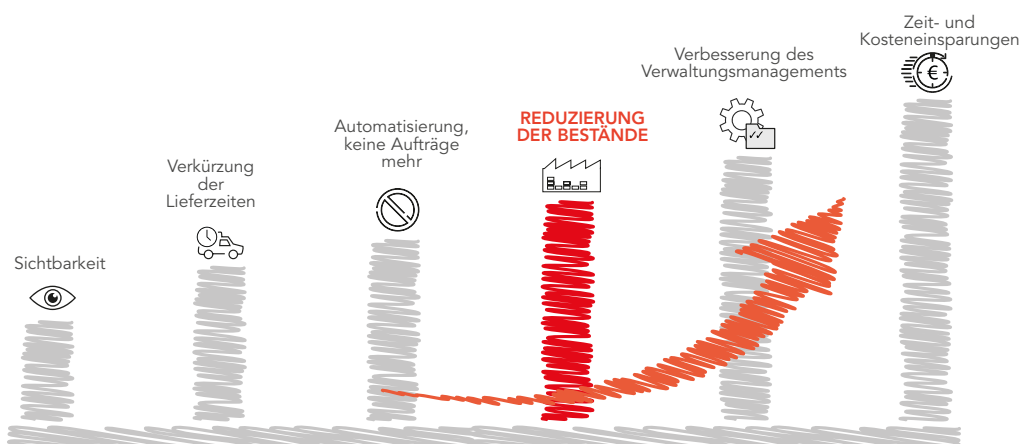 Sichtbarkeit
Verkürzung
der
Lieferzeiten
Automatisierung,
keine Aufträge
mehr
REDUZIERUNG
DER BESTÄNDE
Verbesserung des
Verwaltungsmanagements
Zeit- und
Kosteneinsparungen
€